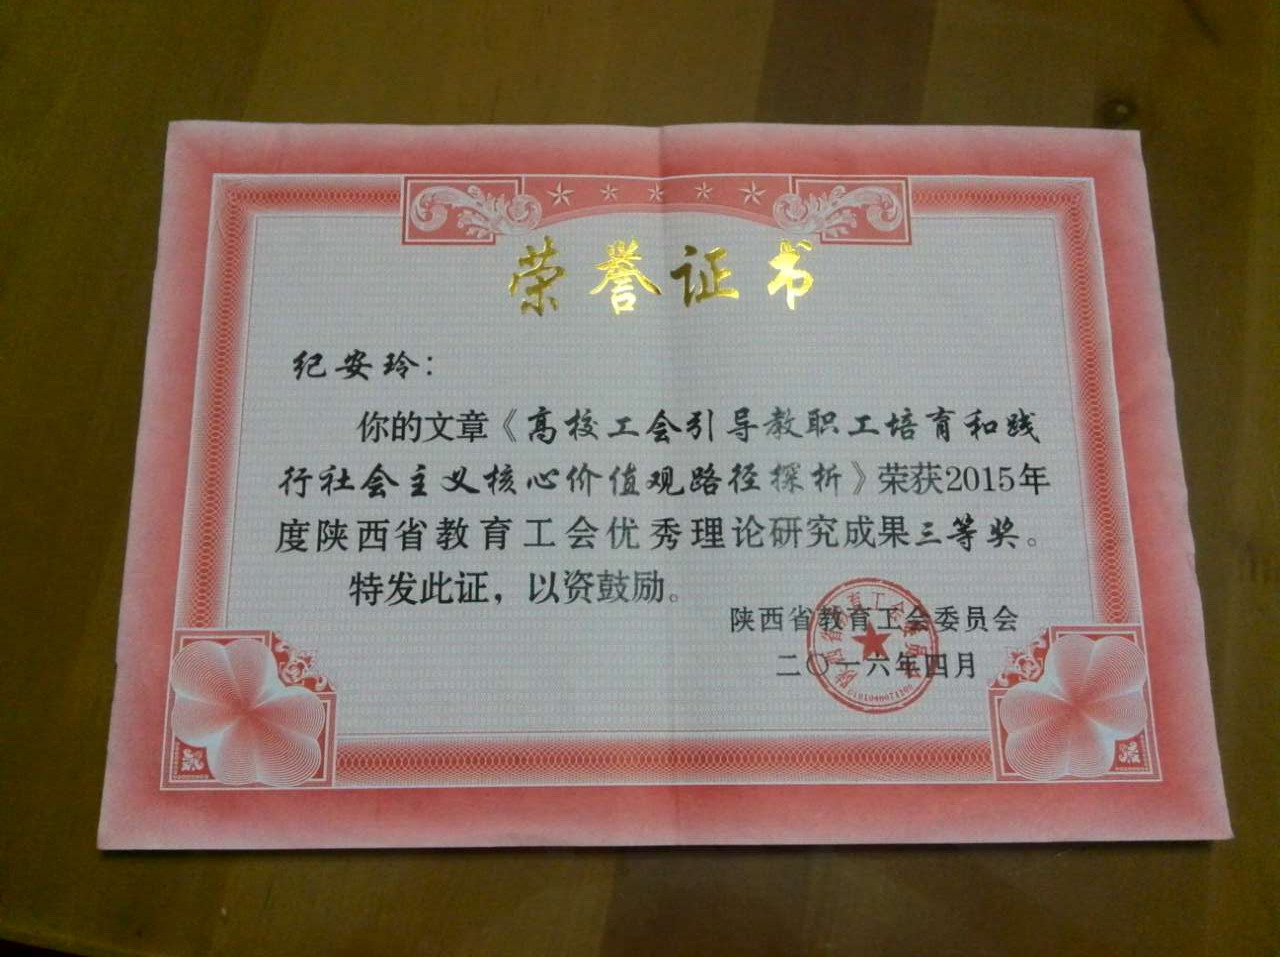 荣誉证书
纪安玲：
你的文章《高校工会引导教职工培育和践
行社会主义核心价值观路径探析》荣获2015年
度陕西省教育工会优秀理论研究成果三等奖。
特发此证，以资鼓励。
陕西省教育工会委员会
二〇一六年四月